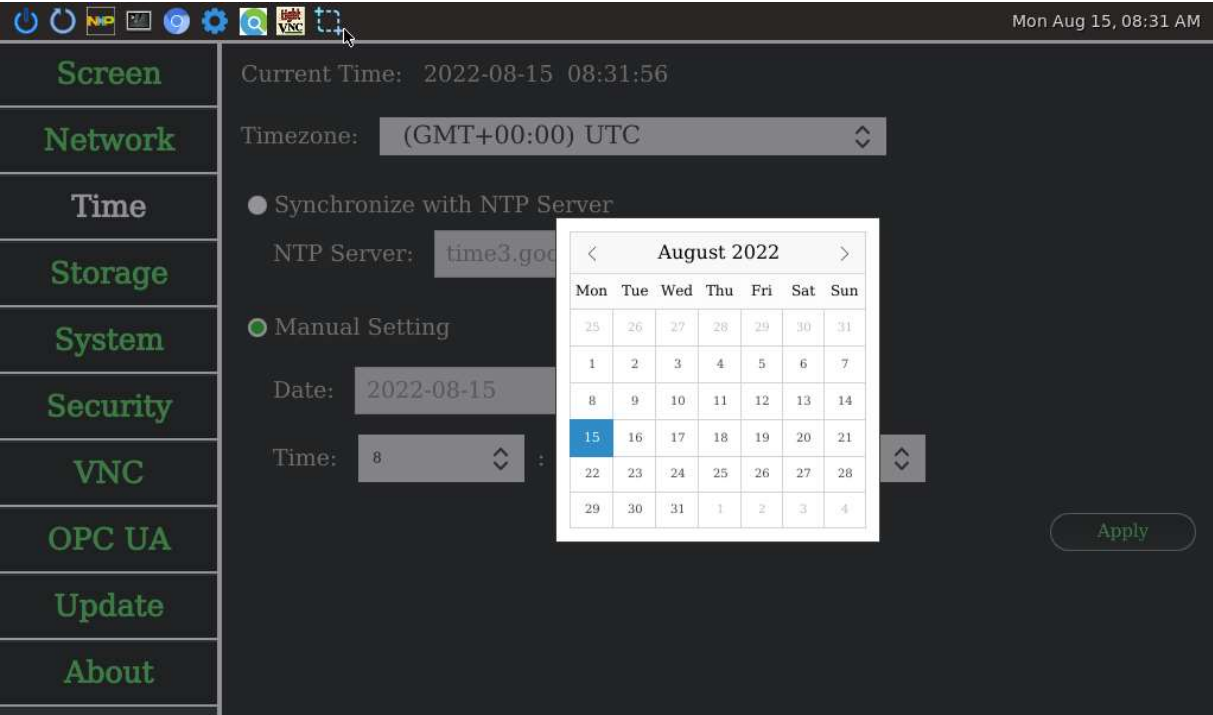 NXP
tight
VNC
Mon Aug 15, 08:31 AM
Screen
Network
Time
Storage
System
Security
VNC
OPC UA
Update
About
Current Time: 2022-08-15 08:31:56
Timezone: (GMT+00:00) UTC
Synchronize with NTP Server
NTP Server: time3.goo
Manual Setting
Date: 2022-08-15
Time: 8 :
August 2022
Mon Tue Wed Thu Fri Sat Sun
25 26 27 28 29 30 31
1 2 3 4 5 6 7
8 9 10 11 12 13 14
15 16 17 18 19 20 21
22 23 24 25 26 27 28
29 30 31 1 2 3 4
Apply